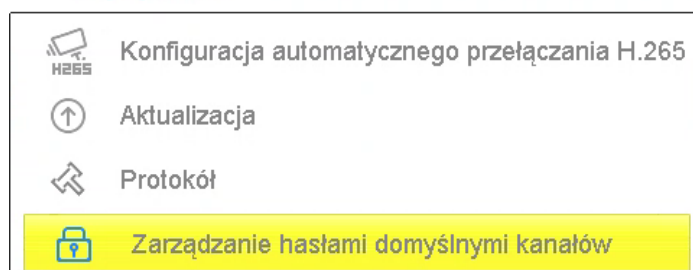 H265 Konfiguracja automatycznego przełączania H.265
Aktualizacja
Protokół
Zarządzanie hasłami domyślnymi kanałów